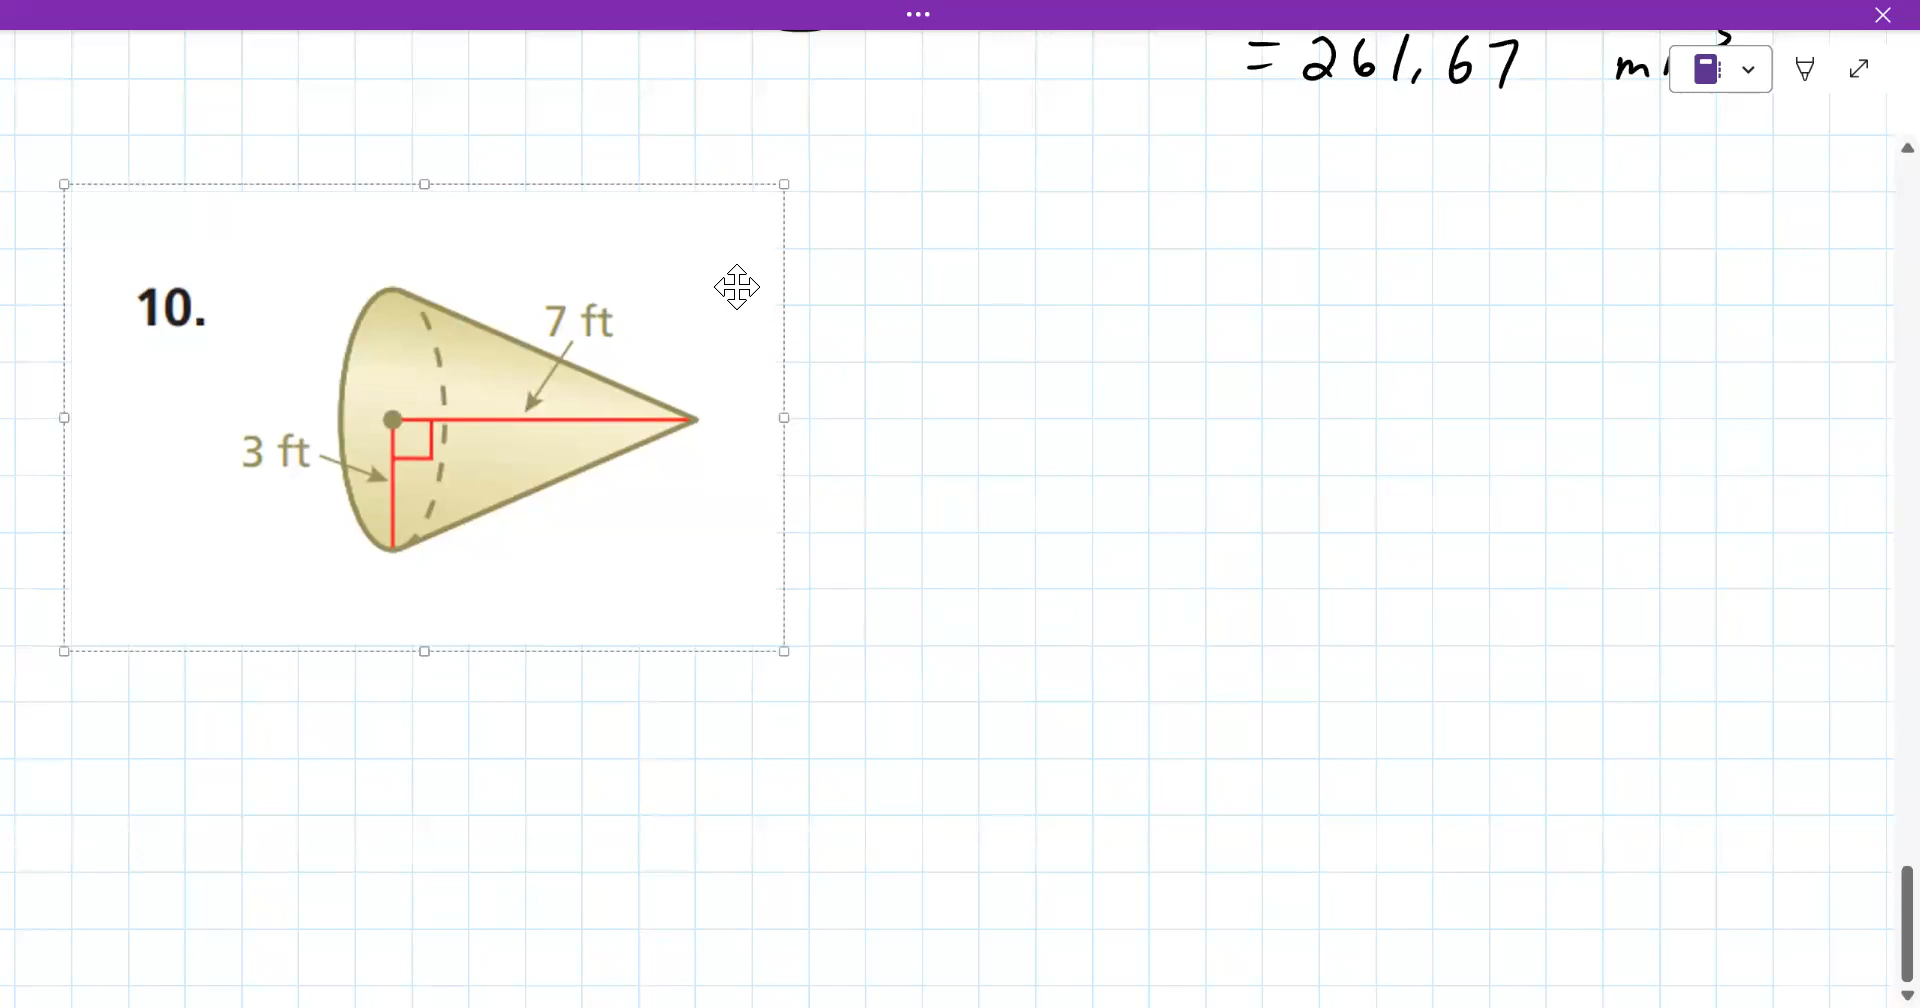 = 261.67
10.
7 ft
3 ft